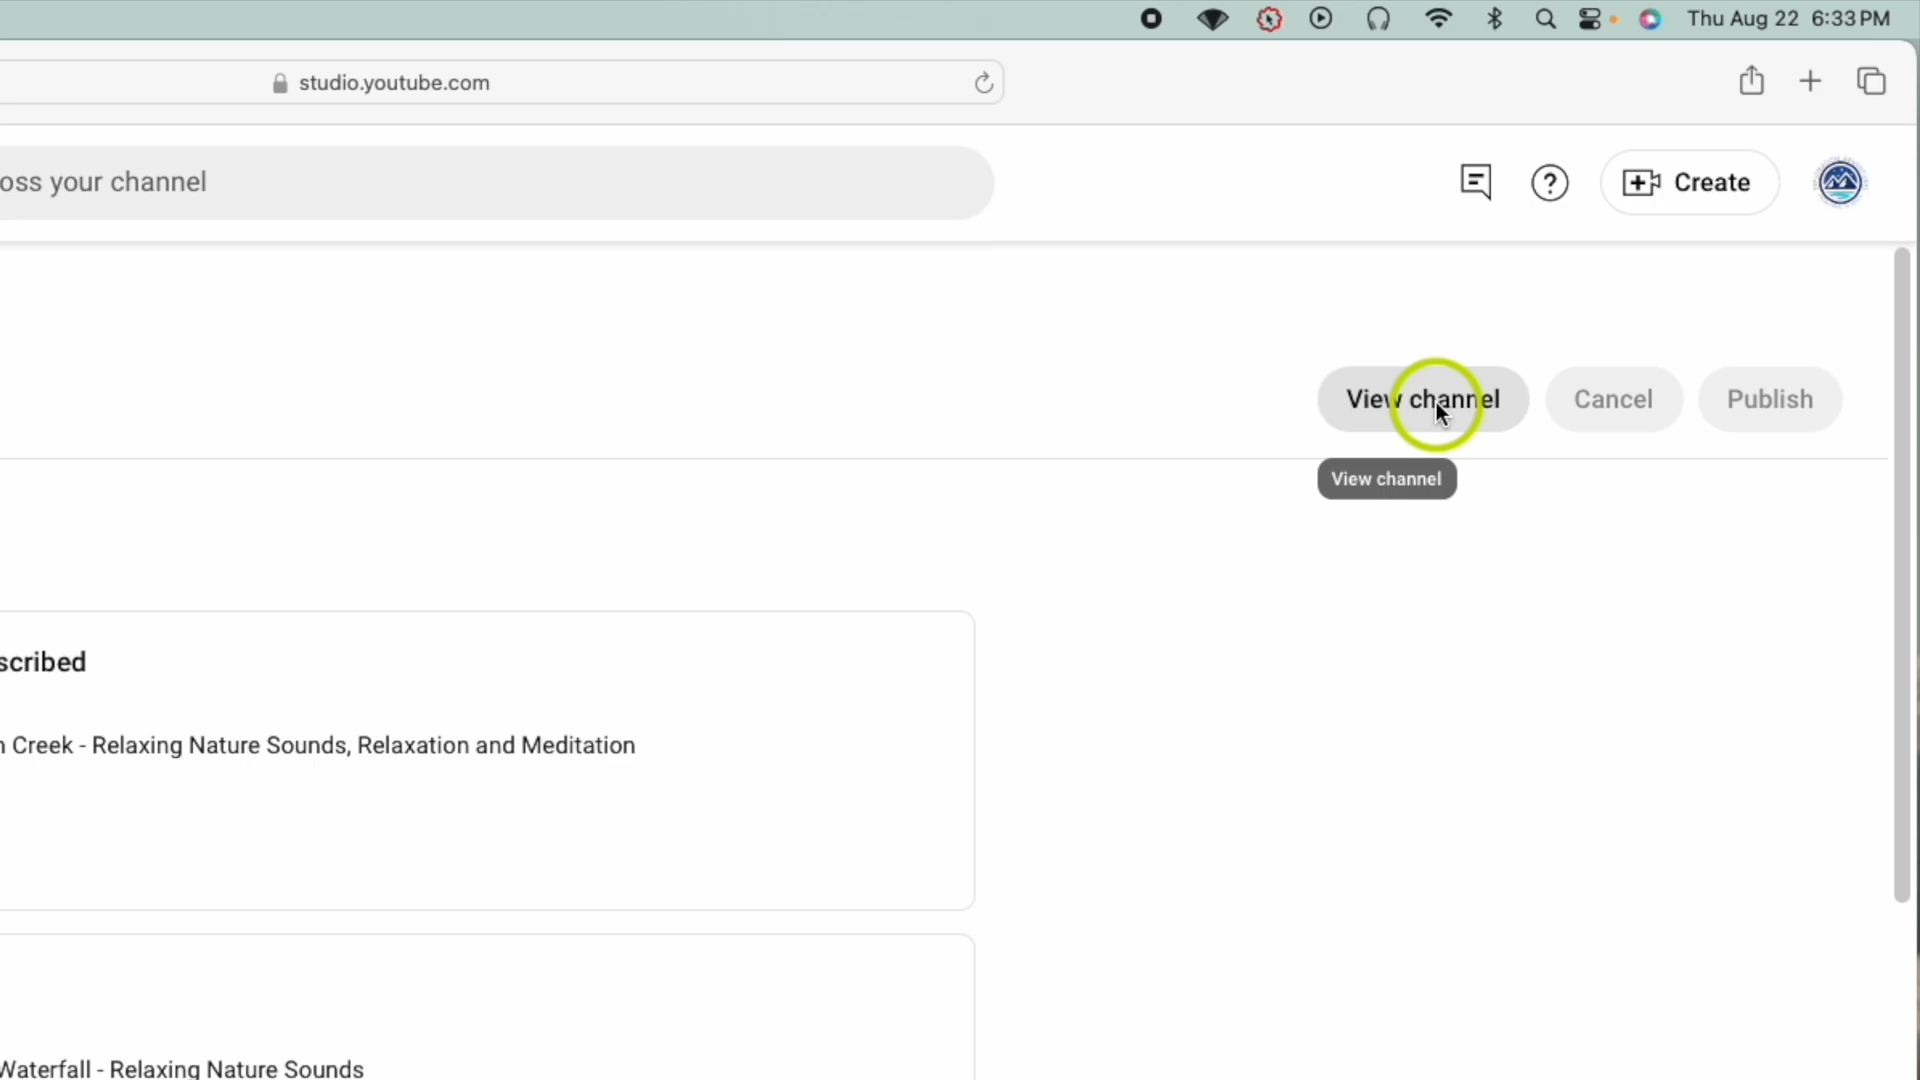 Thu Aug 22 6:33 PM
studio.youtube.com
oss your channel
Create
View channel
Cancel
Publish
View channel
scribed
Creek - Relaxing Nature Sounds, Relaxation and Meditation
Waterfall - Relaxing Nature Sounds